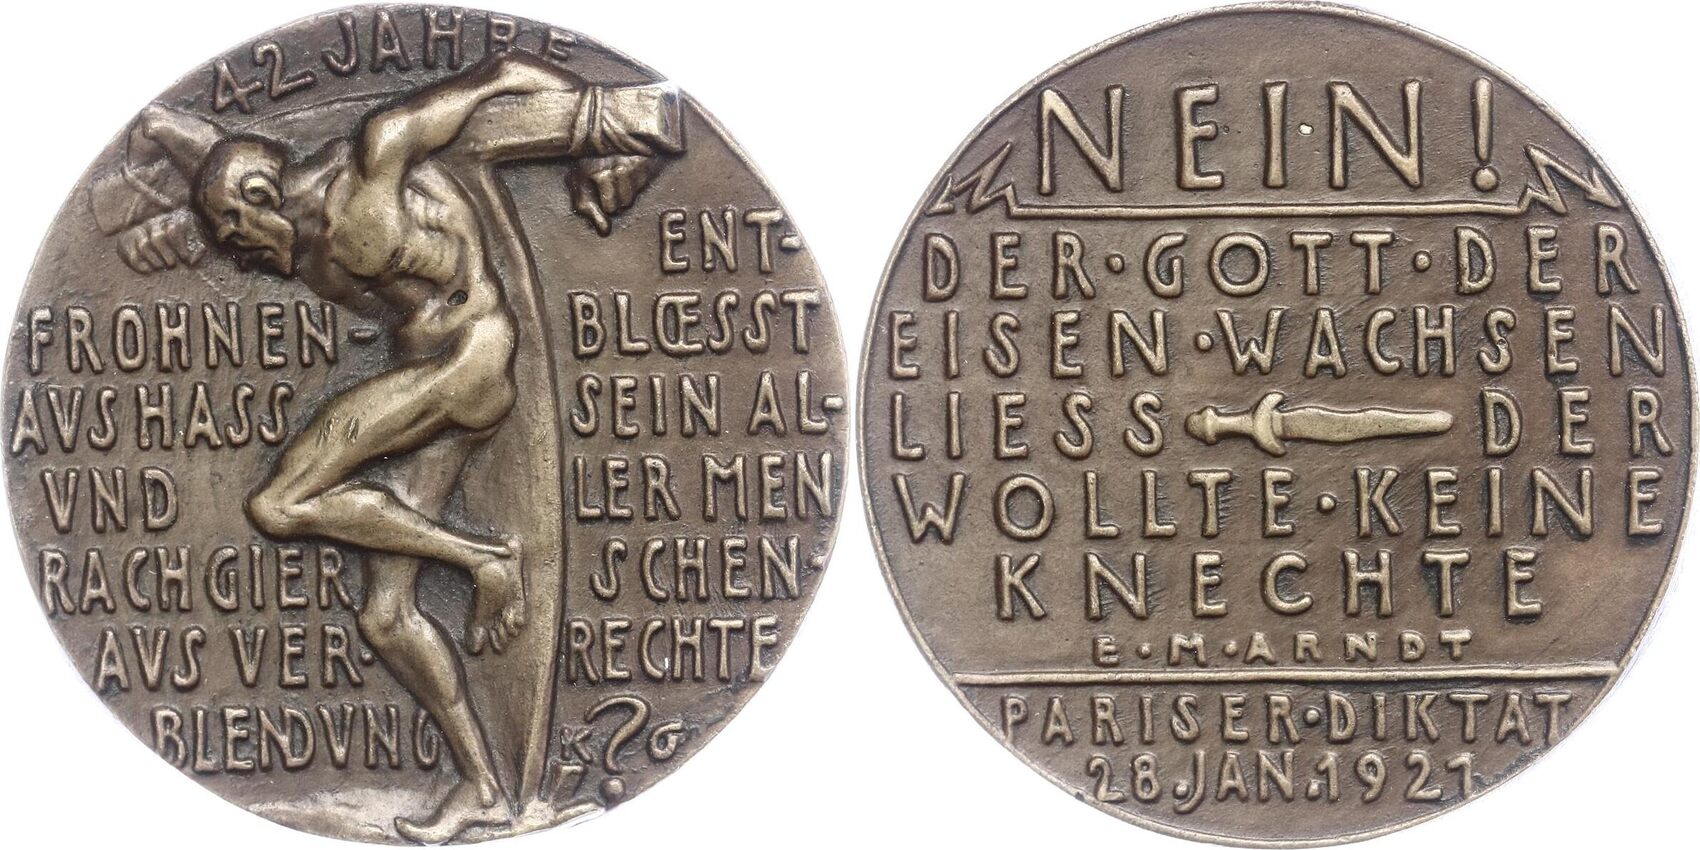 42 JAHRE
FROHNEN-
AVS HASS
VND
RACHGIER
AVS VER-
BLENDVNG
ENT-
BLŒSST
SEIN AL-
LER MEN
SCHEN-
RECHTE
?
K G
NEIN!
DER·GOTT·DER
EISEN·WACHSEN
LIESS DER
WOLLTE·KEINE
KNECHTE
E·M·ARNDT
PARISER·DIKTAT
28.JAN.1921